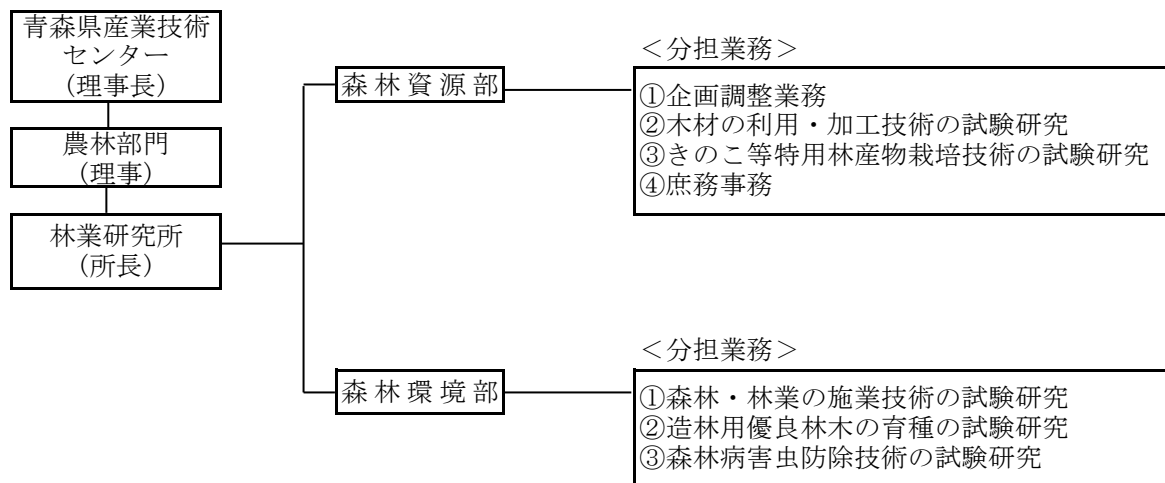 青森県産業技術
センター
(理事長)
農林部門
(理事)
林業研究所
(所長)
森林資源部
＜分担業務＞
①企画調整業務
②木材の利用・加工技術の試験研究
③きのこ等特用林産物栽培技術の試験研究
④庶務事務
森林環境部
＜分担業務＞
①森林・林業の施業技術の試験研究
②造林用優良林木の育種の試験研究
③森林病害虫防除技術の試験研究